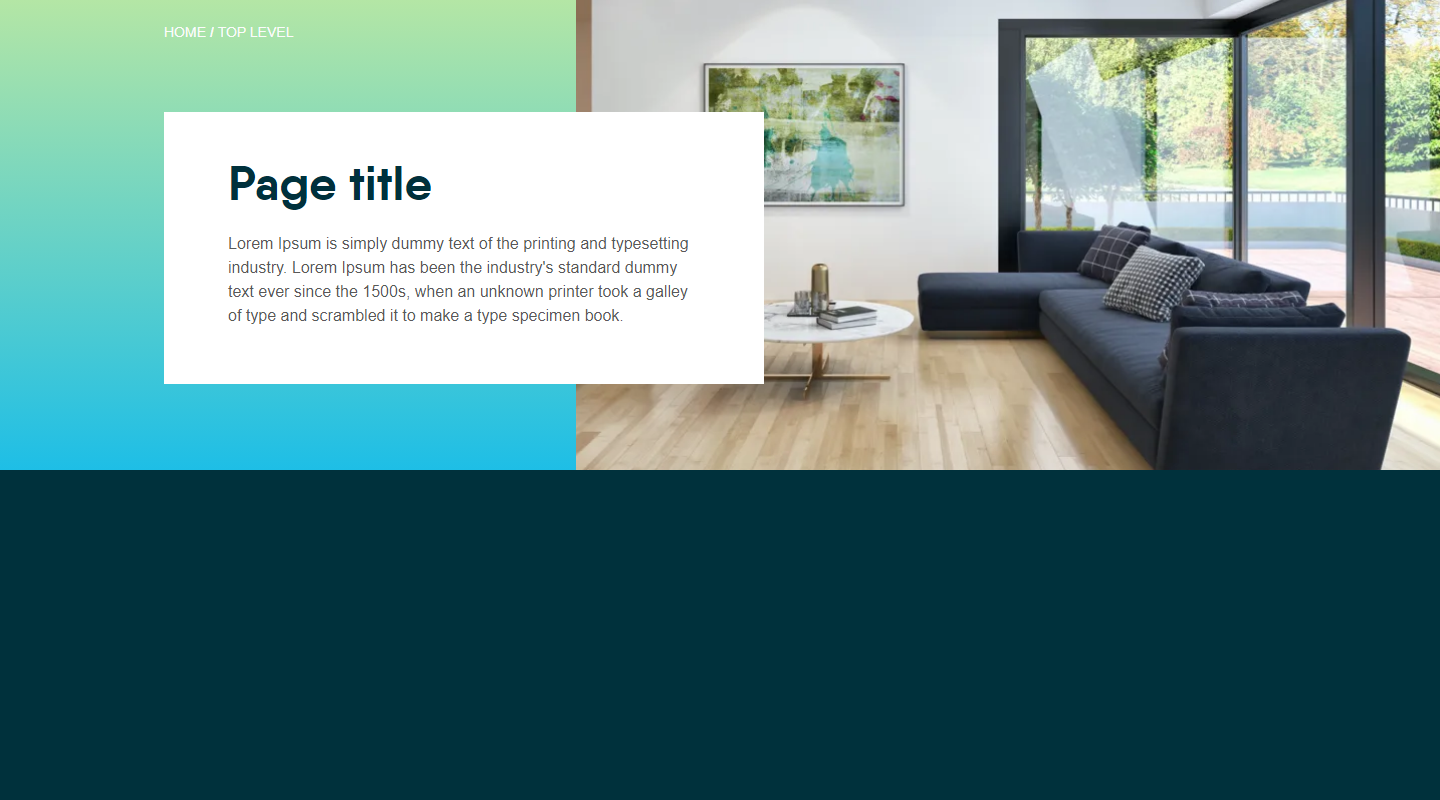 HOME / TOP LEVEL
Page title
Lorem Ipsum is simply dummy text of the printing and typesetting
industry. Lorem Ipsum has been the industry's standard dummy
text ever since the 1500s, when an unknown printer took a galley
of type and scrambled it to make a type specimen book.